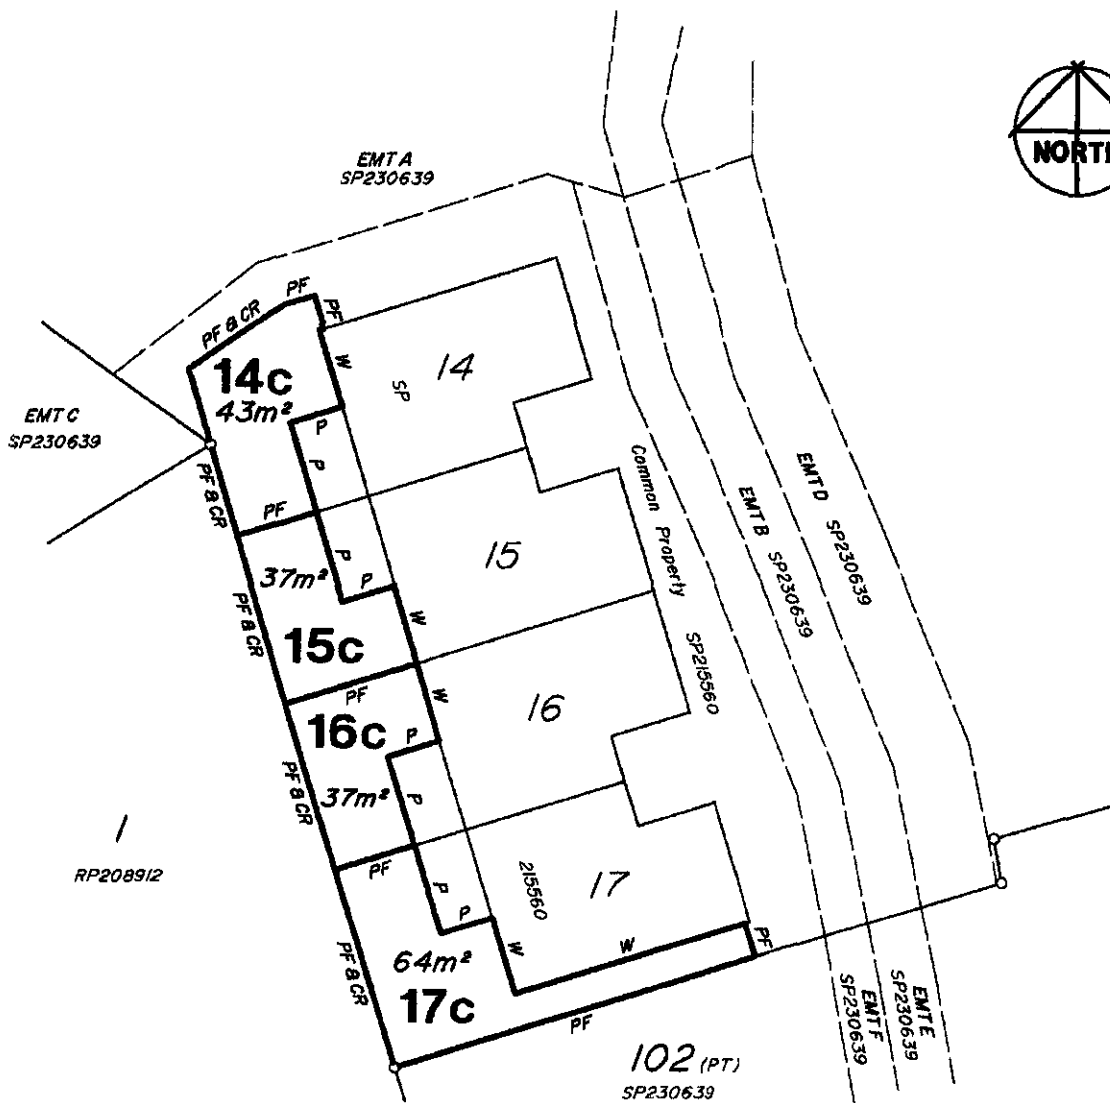 EMT A
SP230639
NORTH
PF
PF & CR
PF
14c
43m²
W
14
SP
P
P
EMT C
SP230639
PF & CR
PF
Common Property
SP215560
EMT B SP230639
EMT D SP230639
15
37m²
P
P
W
PF & CR
15c
PF
W
16
16c
P
37m²
P
PF & CR
PF
1
RP208912
17
215560
P
P
W
W
PF
64m²
17c
PF & CR
PF
EMT F
SP230639
EMT E
SP230639
102 (PT)
SP230639